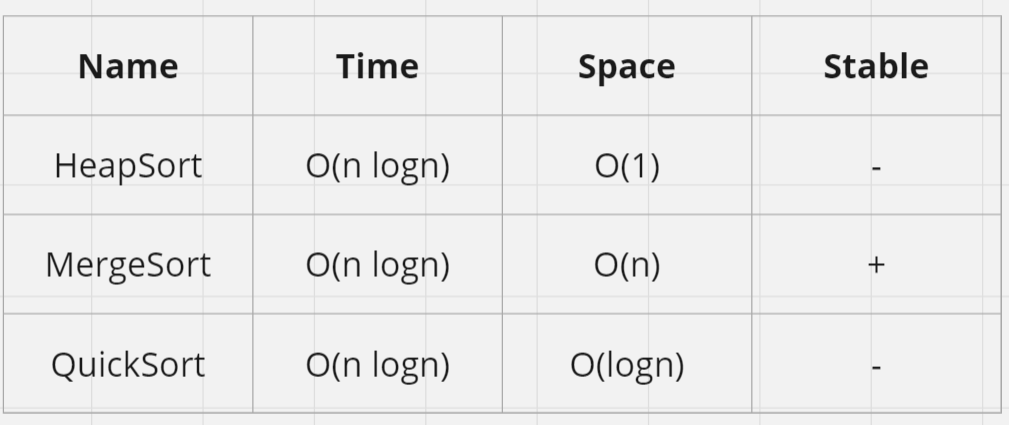 Name Time Space Stable
HeapSort O(n logn) O(1) -
MergeSort O(n logn) O(n) +
QuickSort O(n logn) O(logn) -